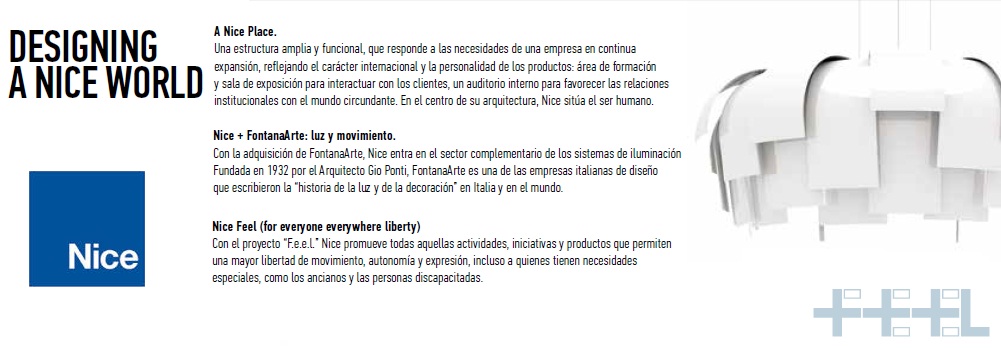 DESIGNING
A NICE WORLD
A Nice Place.
Una estructura amplia y funcional, que responde a las necesidades de una empresa en continua
expansión, reflejando el carácter internacional y la personalidad de los productos: área de formación
y sala de exposición para interactuar con los clientes, un auditorio interno para favorecer las relaciones
institucionales con el mundo circundante. En el centro de su arquitectura, Nice sitúa el ser humano.
Nice + FontanaArte: luz y movimiento.
Con la adquisición de FontanaArte, Nice entra en el sector complementario de los sistemas de iluminación
Fundada en 1932 por el Arquitecto Gio Ponti, FontanaArte es una de las empresas italianas de diseño
que escribieron la "historia de la luz y de la decoración" en Italia y en el mundo.
Nice Feel (for everyone everywhere liberty)
Con el proyecto "F.e.e.l." Nice promueve todas aquellas actividades, iniciativas y productos que permiten
una mayor libertad de movimiento, autonomía y expresión, incluso a quienes tienen necesidades
especiales, como los ancianos y las personas discapacitadas.
Nice
FEEL